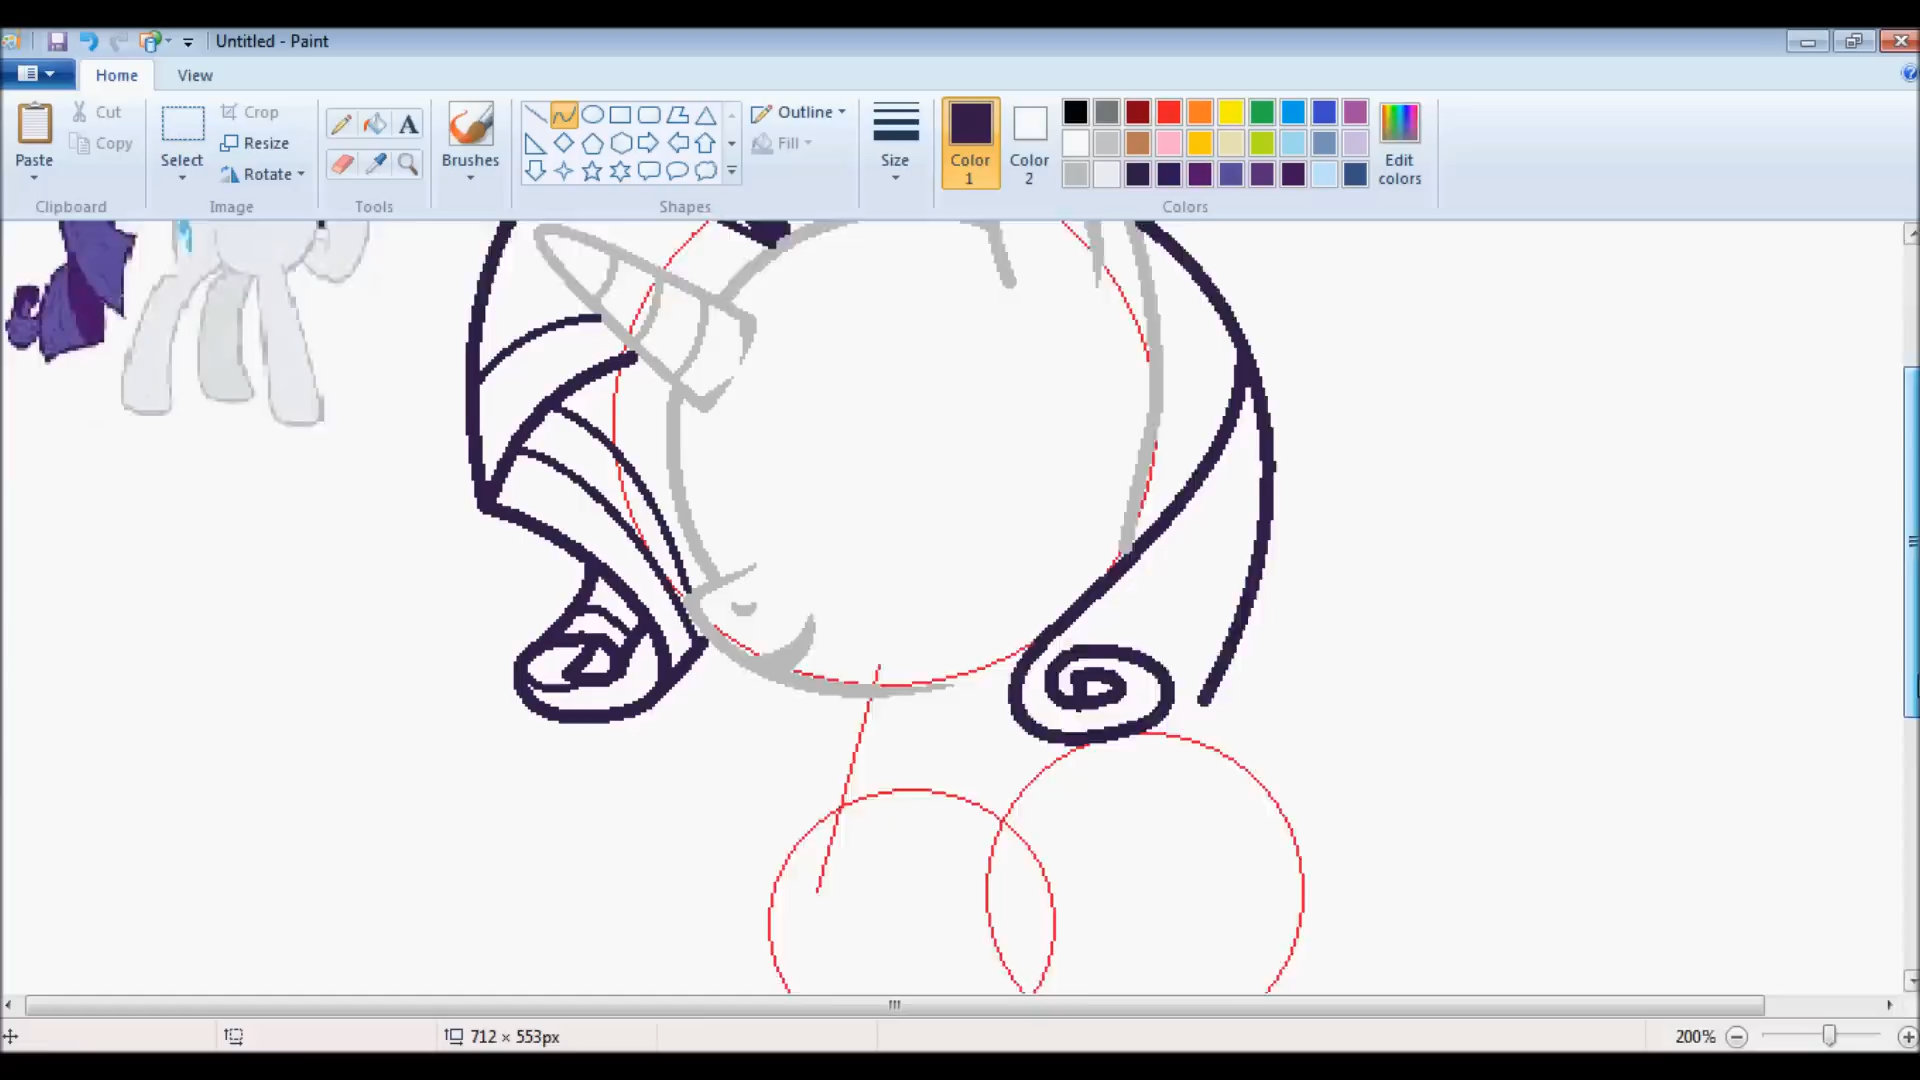 Untitled - Paint
Home View
Paste
Cut
Copy
Clipboard
Select
Crop
Resize
Rotate
Image
Tools
Brushes
Shapes
Outline
Fill
Size
Color 1
Color 2
Edit colors
Colors
712 × 553px
200%